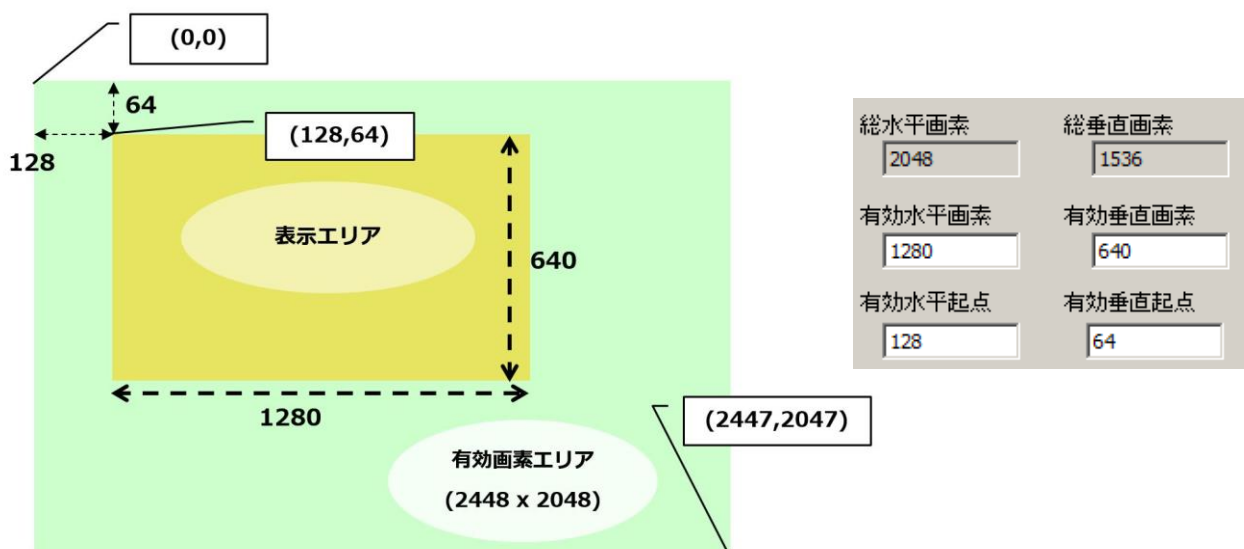 (0,0)
64
(128,64)
128
表示エリア
640
1280
(2447,2047)
有効画素エリア
(2448 x 2048)
総水平画素 総垂直画素
2048 1536
有効水平画素 有効垂直画素
1280 640
有効水平起点 有効垂直起点
128 64